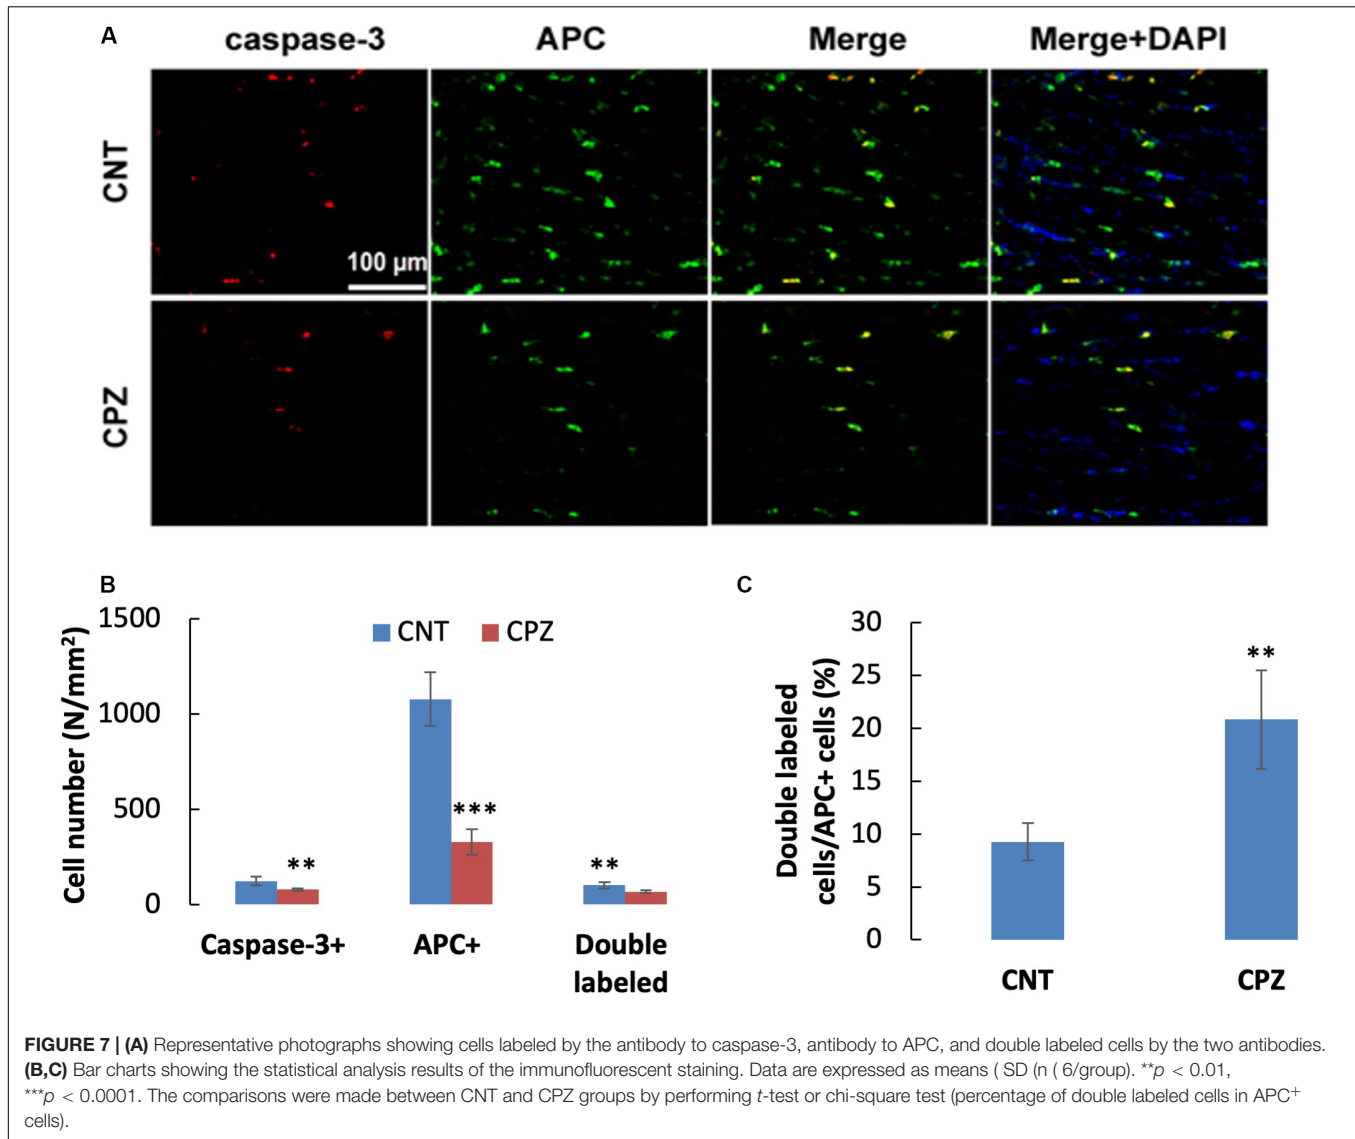 A
caspase-3 APC Merge Merge+DAPI
CNT
100 µm
CPZ
B
Cell number (N/mm²)
1500
1000
500
0
CNT CPZ
**
***
**
Caspase-3+ APC+ Double
labeled
C
Double labeled
cells/APC+ cells (%)
30
25
20
15
10
5
0
**
CNT CPZ
FIGURE 7 | (A) Representative photographs showing cells labeled by the antibody to caspase-3, antibody to APC, and double labeled cells by the two antibodies.
(B,C) Bar charts showing the statistical analysis results of the immunofluorescent staining. Data are expressed as means ( SD (n ( 6/group). **p < 0.01,
***p < 0.0001. The comparisons were made between CNT and CPZ groups by performing t-test or chi-square test (percentage of double labeled cells in APC⁺
cells).